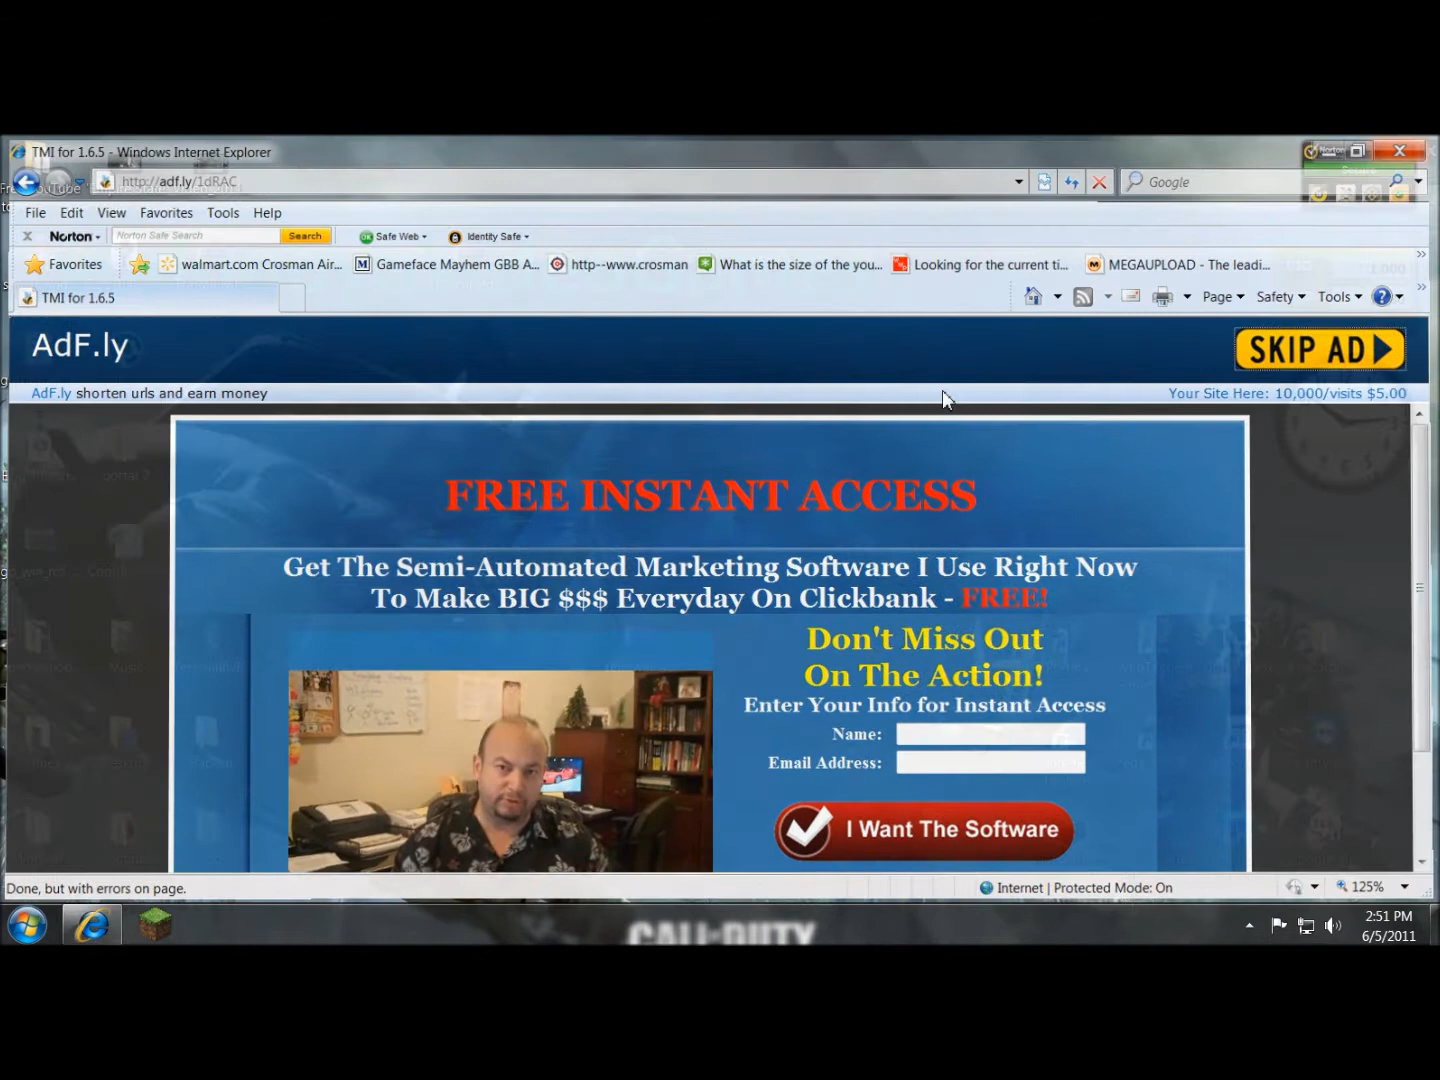 TMI for 1.6.5 - Windows Internet Explorer
http://adf.ly/1dRAC
Google
File Edit View Favorites Tools Help
X Norton Norton Safe Search Search Safe Web Identity Safe
Favorites walmart.com Crosman Air... Gameface Mayhem GBB A... http--www.crosman What is the size of the you... Looking for the current ti... MEGAUPLOAD - The leadi...
TMI for 1.6.5
Page Safety Tools
AdF.ly
SKIP AD
AdF.ly shorten urls and earn money
Your Site Here: 10,000/visits $5.00
FREE INSTANT ACCESS
Get The Semi-Automated Marketing Software I Use Right Now
To Make BIG $$$ Everyday On Clickbank - FREE!
Don't Miss Out
On The Action!
Enter Your Info for Instant Access
Name:
Email Address:
I Want The Software
Done, but with errors on page.
Internet | Protected Mode: On
125%
CALL OF DUTY
2:51 PM
6/5/2011